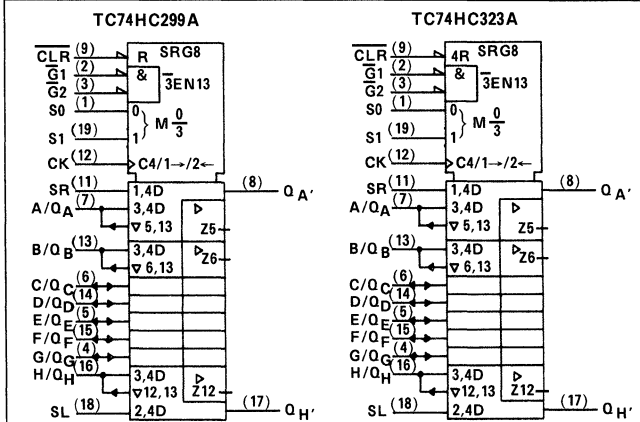 TC74HC299A
CLR (9) R SRG8
G1 (2) &
G2 (3) 3EN13
S0 (1) 0
} M 0/3
S1 (19) 1
CK (12) C4/1→/2←
SR (11) 1,4D (8) QA'
A/QA (7) 3,4D ▷
▽ 5,13 Z5
B/QB (13) 3,4D ▷
▽ 6,13 Z6
C/QC (6)
D/QD (14)
E/QE (5)
F/QF (15)
G/QG (4)
H/QH (16) 3,4D ▷
▽12,13 Z12
SL (18) 2,4D (17) QH'
TC74HC323A
CLR (9) 4R SRG8
G1 (2) &
G2 (3) 3EN13
S0 (1) 0
} M 0/3
S1 (19) 1
CK (12) C4/1→/2←
SR (11) 1,4D (8) QA'
A/QA (7) 3,4D ▷
▽ 5,13 Z5
B/QB (13) 3,4D ▷
▽ 6,13 Z6
C/QC (6)
D/QD (14)
E/QE (5)
F/QF (15)
G/QG (4)
H/QH (16) 3,4D ▷
▽12,13 Z12
SL (18) 2,4D (17) QH'